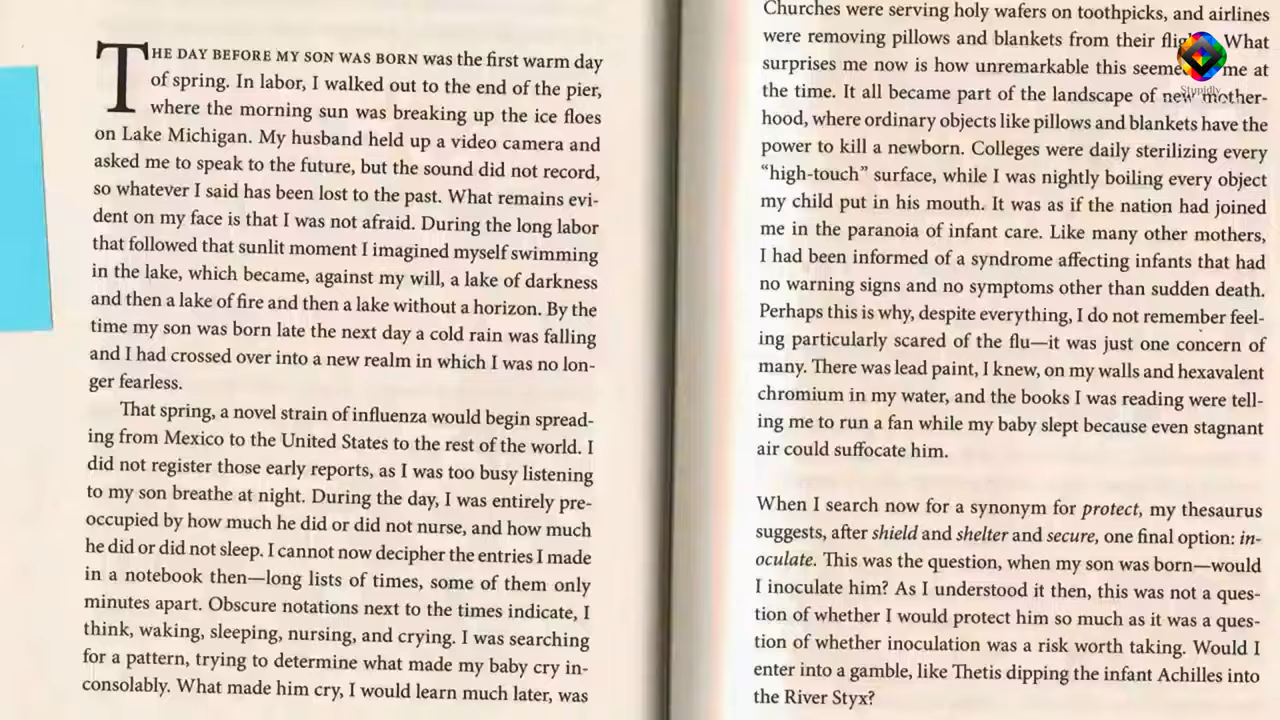 THE DAY BEFORE MY SON WAS BORN was the first warm day
of spring. In labor, I walked out to the end of the pier,
where the morning sun was breaking up the ice floes
on Lake Michigan. My husband held up a video camera and
asked me to speak to the future, but the sound did not record,
so whatever I said has been lost to the past. What remains evi-
dent on my face is that I was not afraid. During the long labor
that followed that sunlit moment I imagined myself swimming
in the lake, which became, against my will, a lake of darkness
and then a lake of fire and then a lake without a horizon. By the
time my son was born late the next day a cold rain was falling
and I had crossed over into a new realm in which I was no lon-
ger fearless.
That spring, a novel strain of influenza would begin spread-
ing from Mexico to the United States to the rest of the world. I
did not register those early reports, as I was too busy listening
to my son breathe at night. During the day, I was entirely pre-
occupied by how much he did or did not nurse, and how much
he did or did not sleep. I cannot now decipher the entries I made
in a notebook then—long lists of times, some of them only
minutes apart. Obscure notations next to the times indicate, I
think, waking, sleeping, nursing, and crying. I was searching
for a pattern, trying to determine what made my baby cry in-
consolably. What made him cry, I would learn much later, was
Churches were serving holy wafers on toothpicks, and airlines
were removing pillows and blankets from their What
surprises me now is how unremarkable this me at
the time. It all became part of the landscape of new mother-
hood, where ordinary objects like pillows and blankets have the
power to kill a newborn. Colleges were daily sterilizing every
“high-touch” surface, while I was nightly boiling every object
my child put in his mouth. It was as if the nation had joined
me in the paranoia of infant care. Like many other mothers,
I had been informed of a syndrome affecting infants that had
no warning signs and no symptoms other than sudden death.
Perhaps this is why, despite everything, I do not remember feel-
ing particularly scared of the flu—it was just one concern of
many. There was lead paint, I knew, on my walls and hexavalent
chromium in my water, and the books I was reading were tell-
ing me to run a fan while my baby slept because even stagnant
air could suffocate him.
When I search now for a synonym for protect, my thesaurus
suggests, after shield and shelter and secure, one final option: in-
oculate. This was the question, when my son was born—would
I inoculate him? As I understood it then, this was not a ques-
tion of whether I would protect him so much as it was a ques-
tion of whether inoculation was a risk worth taking. Would I
enter into a gamble, like Thetis dipping the infant Achilles into
the River Styx?
Stupidly